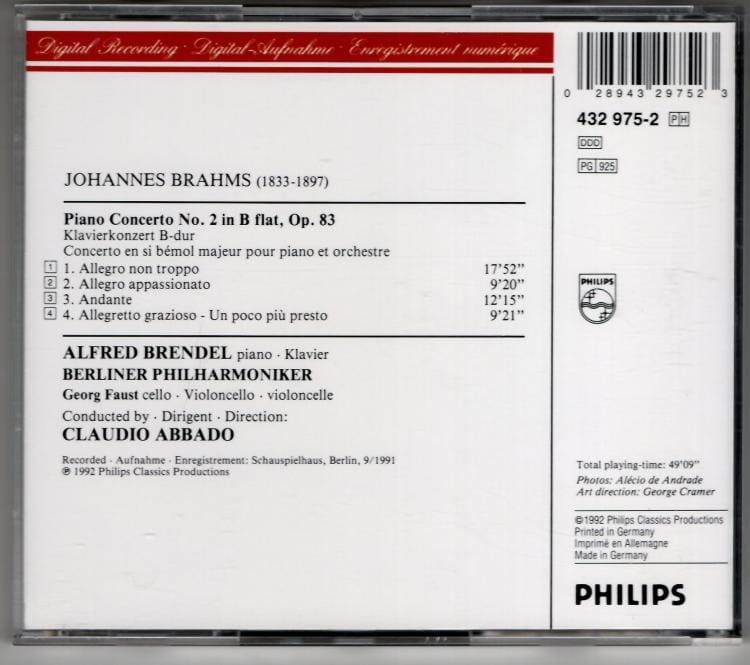 Digital Recording · Digital-Aufnahme · Enregistrement numérique
0 28943 29752 3
432 975-2 PH
DDD
PG 925
JOHANNES BRAHMS (1833-1897)
Piano Concerto No. 2 in B flat, Op. 83
Klavierkonzert B-dur
Concerto en si bémol majeur pour piano et orchestre
1 1. Allegro non troppo 17’52”
2 2. Allegro appassionato 9’20”
3 3. Andante 12’15”
4 4. Allegretto grazioso - Un poco più presto 9’21”
ALFRED BRENDEL piano · Klavier
BERLINER PHILHARMONIKER
Georg Faust cello · Violoncello · violoncelle
Conducted by · Dirigent · Direction:
CLAUDIO ABBADO
Recorded · Aufnahme · Enregistrement: Schauspielhaus, Berlin, 9/1991
℗ 1992 Philips Classics Productions
PHILIPS
Total playing-time: 49’09”
Photos: Alécio de Andrade
Art direction: George Cramer
©1992 Philips Classics Productions
Printed in Germany
Imprimé en Allemagne
Made in Germany
PHILIPS